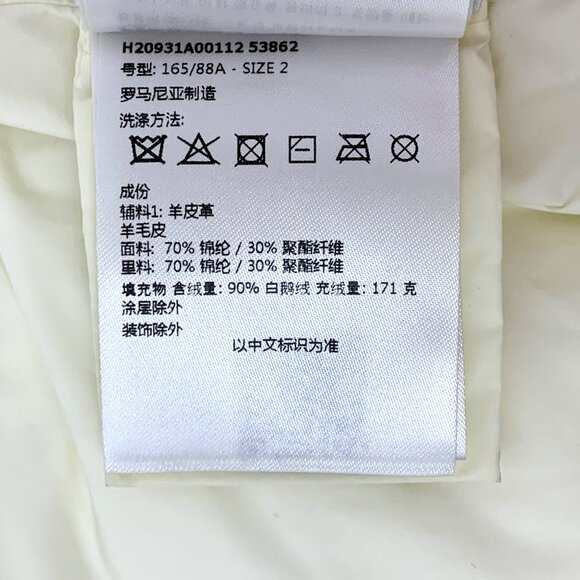 H20931A00112 53862
号型: 165/88A - SIZE 2
罗马尼亚制造
洗涤方法:
成份
辅料1: 羊皮革
羊毛皮
面料: 70% 锦纶 / 30% 聚酯纤维
里料: 70% 锦纶 / 30% 聚酯纤维
填充物 含绒量: 90% 白鹅绒 充绒量: 171 克
涂层除外
装饰除外
以中文标识为准